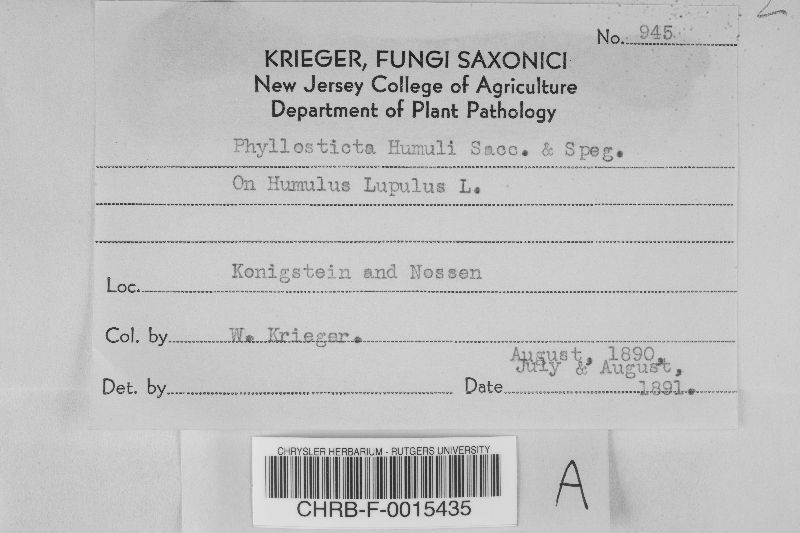 No. 945
KRIEGER, FUNGI SAXONICI
New Jersey College of Agriculture
Department of Plant Pathology
Phyllosticta Humuli Sacc. & Speg.
On Humulus Lupulus L.
Loc. Konigstein and Nossen
Col. by W. Krieger.
August, 1890,
July & August,
Det. by Date 1891.
CHRYSLER HERBARIUM - RUTGERS UNIVERSITY
CHRB-F-0015435
A